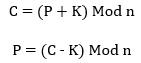 C = (P + K) Mod n
P = (C - K) Mod n